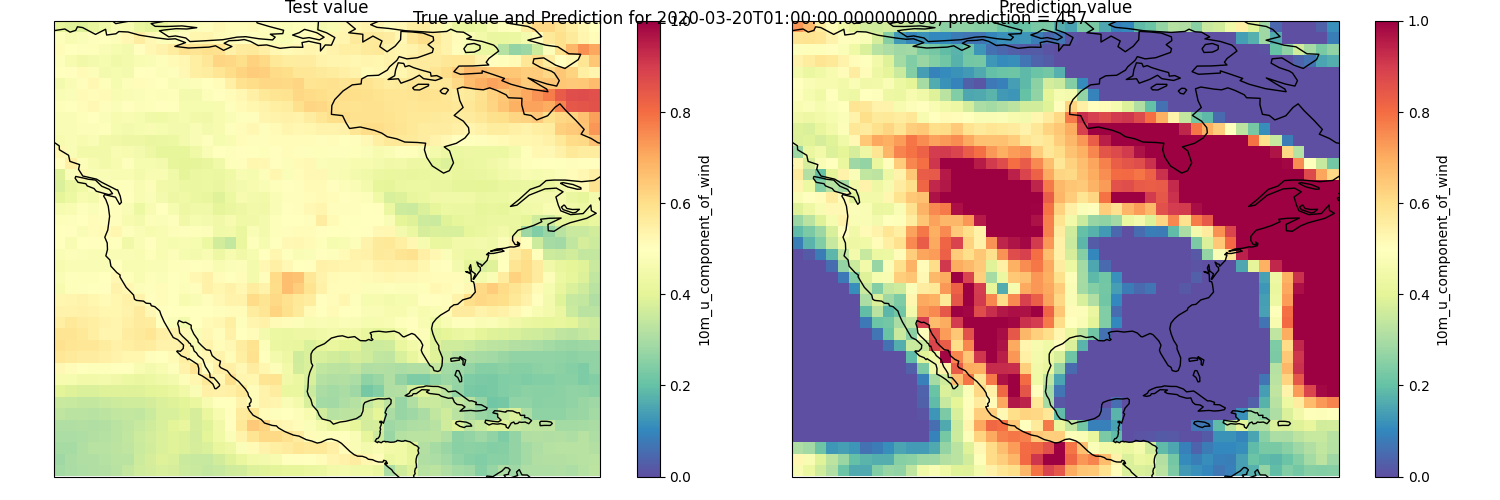 Test value
True value and Prediction for 2020-03-20T01:00:00.000000000, prediction = 457
Prediction value
1.0
0.8
0.6
0.4
0.2
0.0
10m_u_component_of_wind
1.0
0.8
0.6
0.4
0.2
0.0
10m_u_component_of_wind